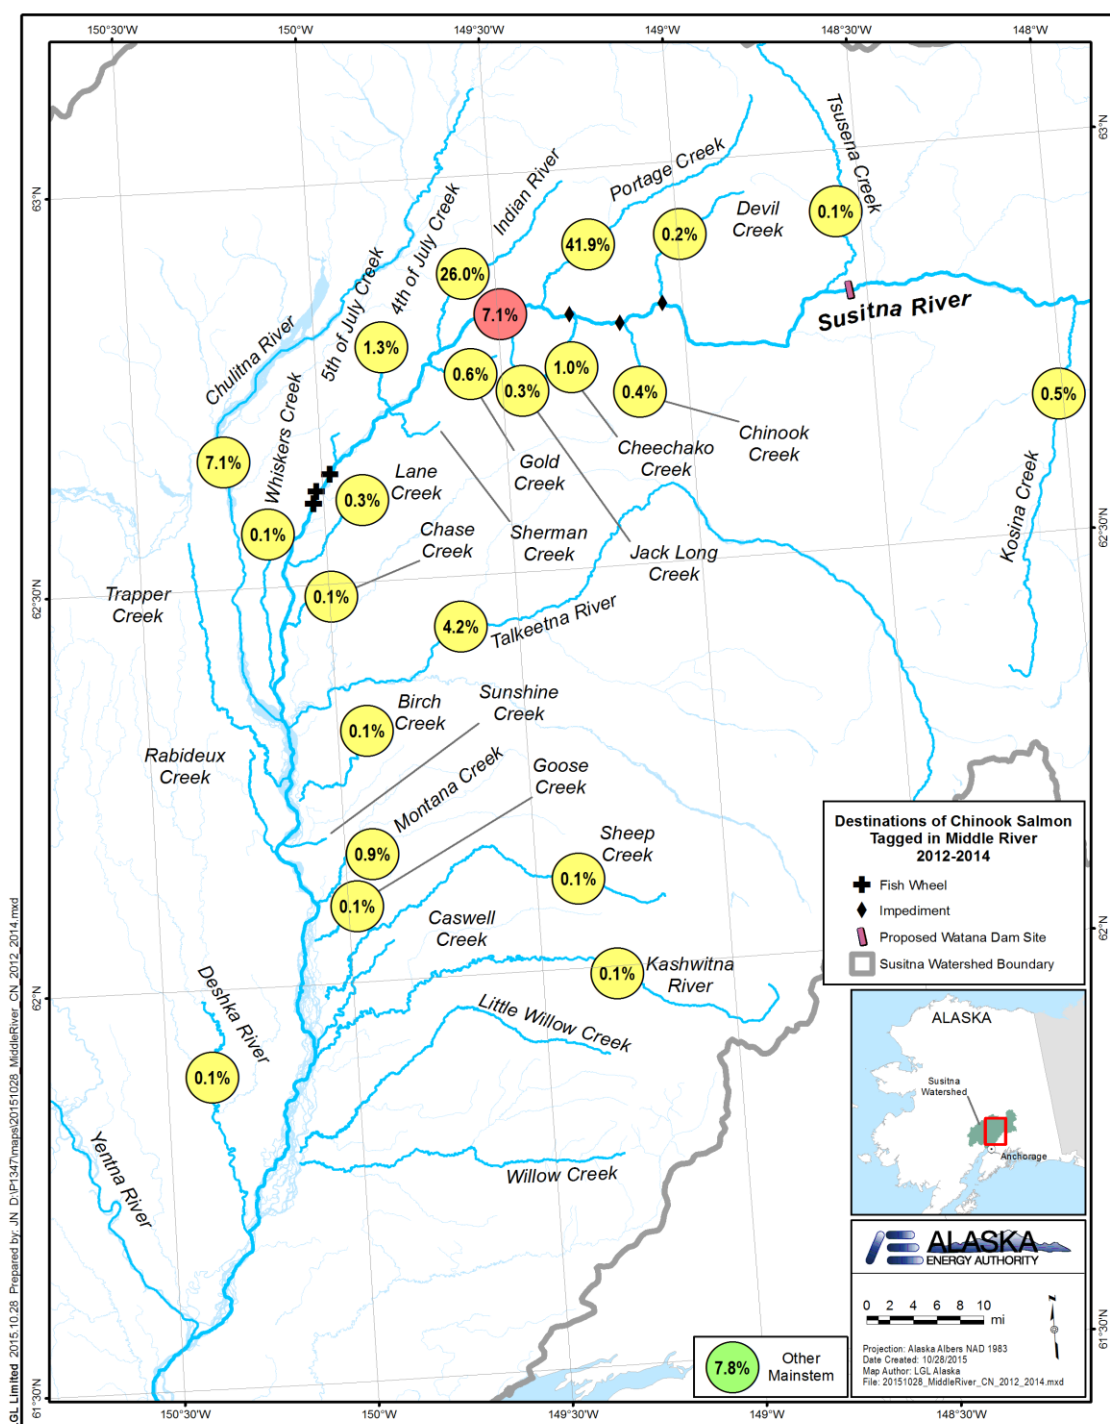 150°30'W
150°W
149°30'W
149°W
148°30'W
148°W
63°N
63°N
Tsusena Creek
Portage Creek
Indian River
Devil
Creek
0.1%
0.2%
41.9%
26.0%
4th of July Creek
5th of July Creek
Chulitna River
7.1%
Susitna River
1.3%
0.6%
0.3%
1.0%
0.4%
0.5%
Chinook
Creek
Cheechako
Creek
Gold
Creek
7.1%
Whiskers Creek
Lane
Creek
0.3%
Chase
Creek
Sherman
Creek
Jack Long
Creek
Kosina Creek
62°30'N
62°30'N
0.1%
Trapper
Creek
0.1%
4.2%
Talkeetna River
Birch
Creek
Sunshine
Creek
0.1%
Rabideux
Creek
Montana Creek
Goose
Creek
0.9%
0.1%
Sheep
Creek
0.1%
Caswell
Creek
62°N
62°N
Kashwitna
River
0.1%
Deshka River
Little Willow Creek
0.1%
Yentna River
Willow Creek
Destinations of Chinook Salmon
Tagged in Middle River
2012-2014
Fish Wheel
Impediment
Proposed Watana Dam Site
Susitna Watershed Boundary
ALASKA
Susitna
Watershed
Anchorage
ALASKA
ENERGY AUTHORITY
0 2 4 6 8 10
mi
N
Projection: Alaska Albers NAD 1983
Date Created: 10/28/2015
Map Author: LGL Alaska
File: 20151028_MiddleRiver_CN_2012_2014.mxd
7.8%
Other
Mainstem
61°30'N
61°30'N
150°30'W
150°W
149°30'W
149°W
148°30'W
LGL Limited 2015.10.28 Prepared by: JN D:\P1347\maps\20151028_MiddleRiver_CN_2012_2014.mxd